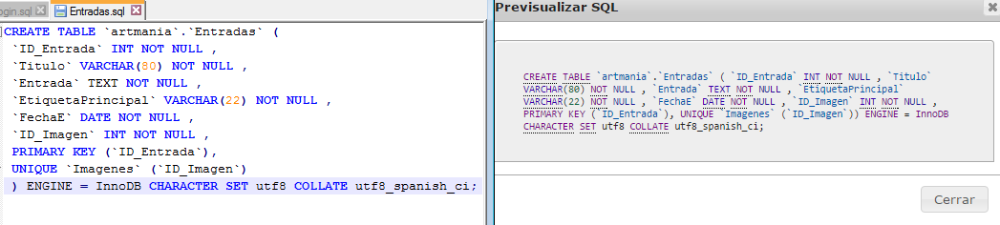 ogin.sql
Entradas.sql
CREATE TABLE `artmania`.`Entradas` (
`ID_Entrada` INT NOT NULL ,
`Titulo` VARCHAR(80) NOT NULL ,
`Entrada` TEXT NOT NULL ,
`EtiquetaPrincipal` VARCHAR(22) NOT NULL ,
`FechaE` DATE NOT NULL ,
`ID_Imagen` INT NOT NULL ,
PRIMARY KEY (`ID_Entrada`),
UNIQUE `Imagenes` (`ID_Imagen`)
) ENGINE = InnoDB CHARACTER SET utf8 COLLATE utf8_spanish_ci;
Previsualizar SQL
CREATE TABLE `artmania`.`Entradas` ( `ID_Entrada` INT NOT NULL , `Titulo`
VARCHAR(80) NOT NULL , `Entrada` TEXT NOT NULL , `EtiquetaPrincipal`
VARCHAR(22) NOT NULL , `FechaE` DATE NOT NULL , `ID_Imagen` INT NOT NULL ,
PRIMARY KEY (`ID_Entrada`), UNIQUE `Imagenes` (`ID_Imagen`)) ENGINE = InnoDB
CHARACTER SET utf8 COLLATE utf8_spanish_ci;
Cerrar